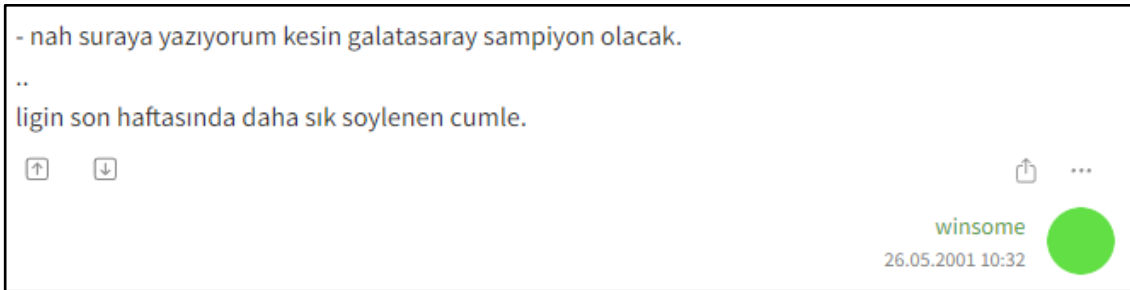 - nah suraya yazıyorum kesin galatasaray sampiyon olacak.
..
ligin son haftasında daha sık soylenen cumle.
winsome
26.05.2001 10:32